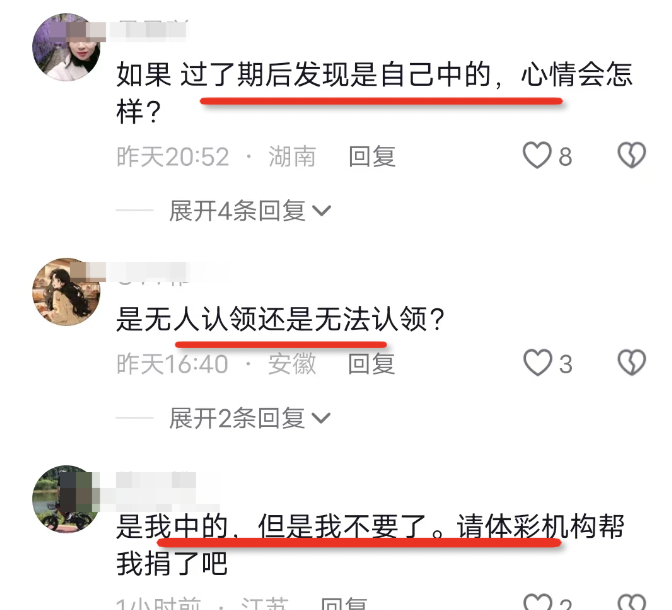 如果 过了期后发现是自己中的，心情会怎
样？
昨天20:52 · 湖南 回复 8
展开4条回复
是无人认领还是无法认领？
昨天16:40 · 安徽 回复 3
展开2条回复
是我中的，但是我不要了。请体彩机构帮
我捐了吧
1小时前 · 江苏 回复 2